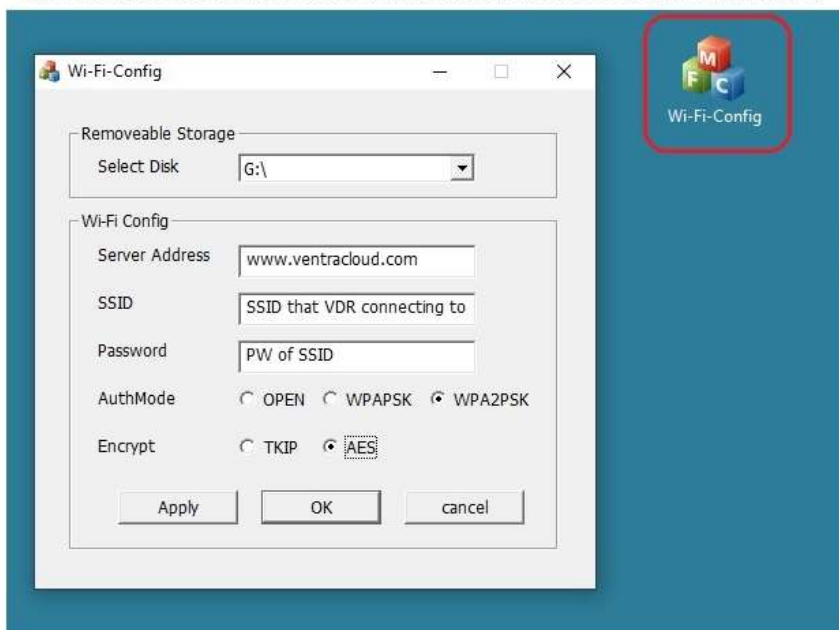 Wi-Fi-Config
M
F C
Wi-Fi-Config
Removeable Storage
Select Disk G:\
Wi-Fi Config
Server Address www.ventracloud.com
SSID SSID that VDR connecting to
Password PW of SSID
AuthMode OPEN WPAPSK WPA2PSK
Encrypt TKIP AES
Apply OK cancel